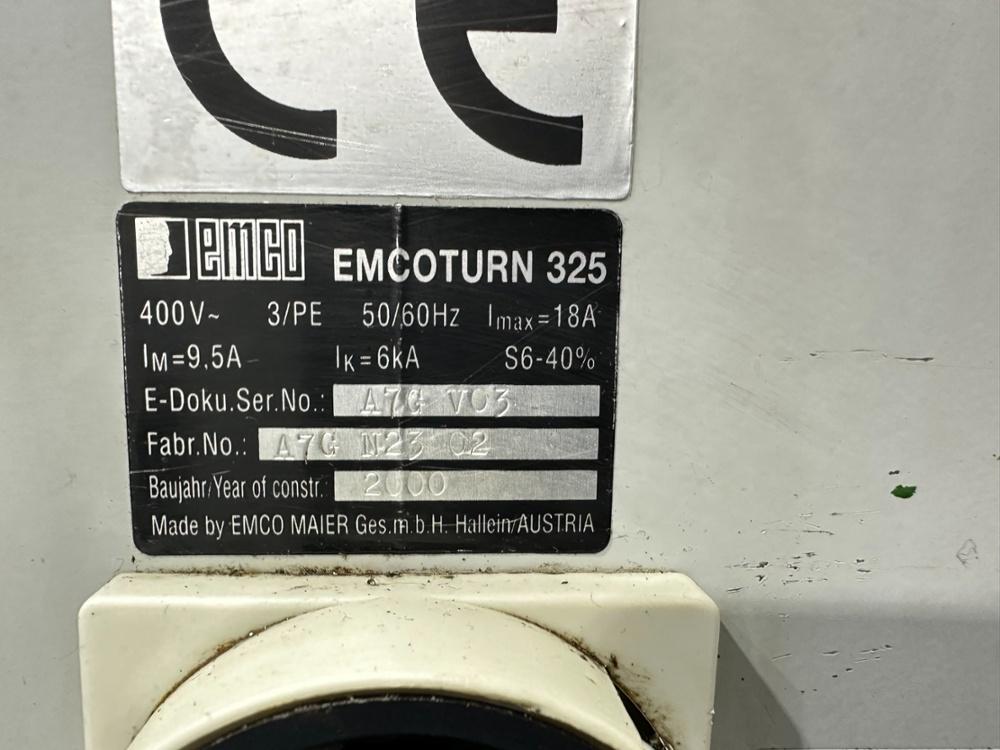 CE
emco EMCOTURN 325
400V~ 3/PE 50/60Hz Imax=18A
IM=9,5A IK=6kA S6-40%
E-Doku.Ser.No.: A7G V03
Fabr.No.: A7G N23 02
Baujahr/Year of constr. 2000
Made by EMCO MAIER Ges.m.b.H. Hallein/AUSTRIA